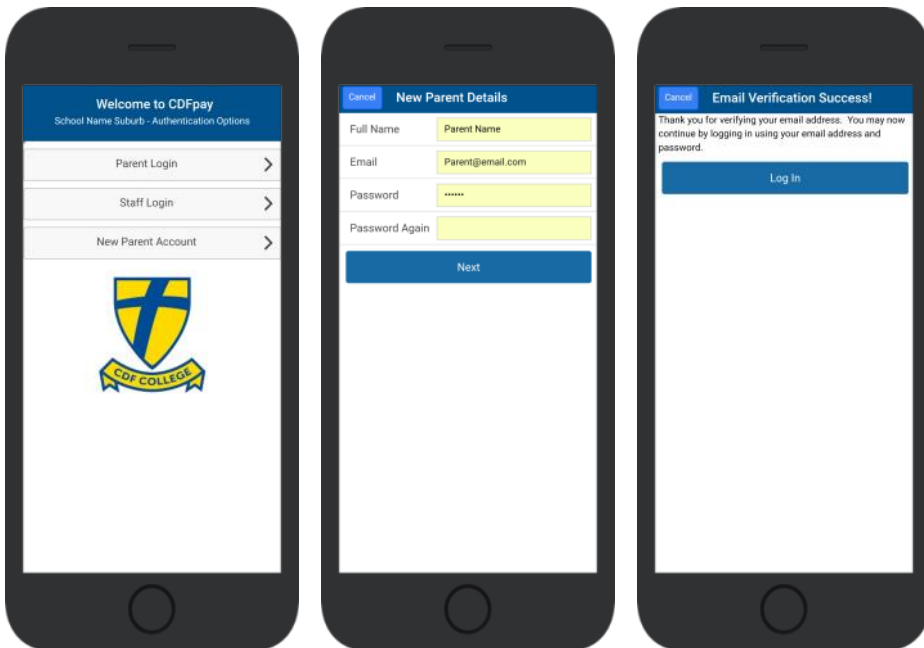 Welcome to CDFpay
School Name Suburb - Authentication Options
Parent Login
Staff Login
New Parent Account
CDF COLLEGE
Cancel New Parent Details
Full Name Parent Name
Email Parent@email.com
Password ••••••
Password Again
Next
Cancel Email Verification Success!
Thank you for verifying your email address. You may now
continue by logging in using your email address and
password.
Log In